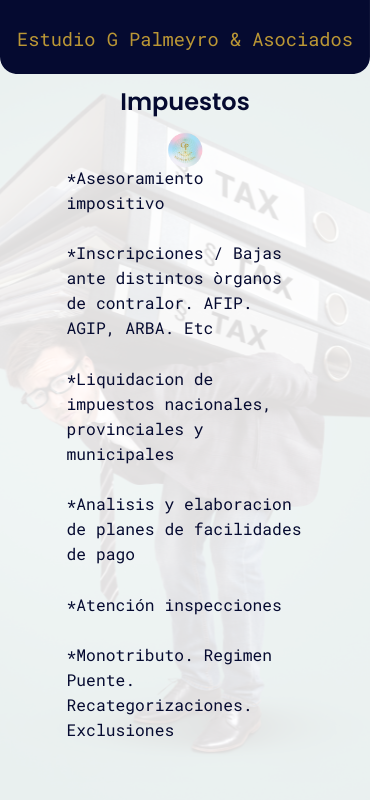 Estudio G Palmeyro & Asociados
Impuestos
*Asesoramiento
impositivo
*Inscripciones / Bajas
ante distintos òrganos
de contralor. AFIP.
AGIP, ARBA. Etc
*Liquidacion de
impuestos nacionales,
provinciales y
municipales
*Analisis y elaboracion
de planes de facilidades
de pago
*Atención inspecciones
*Monotributo. Regimen
Puente.
Recategorizaciones.
Exclusiones
TAX
§ TAX
§ TAX